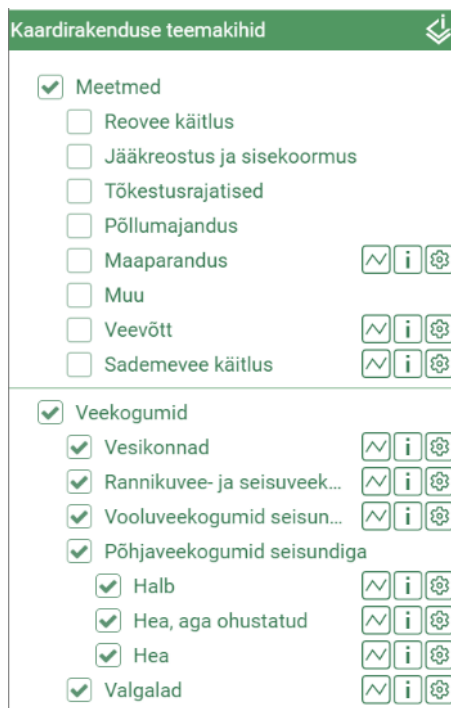 Kaardirakenduse teemakihid
Meetmed
Reovee käitlus
Jääkreostus ja sisekoormus
Tõkestusrajatised
Põllumajandus
Maaparandus
Muu
Veevõtt
Sademevee käitlus
Veekogumid
Vesikonnad
Rannikuvee- ja seisuveek...
Vooluveekogumid seisun...
Põhjaveekogumid seisundiga
Halb
Hea, aga ohustatud
Hea
Valgalad